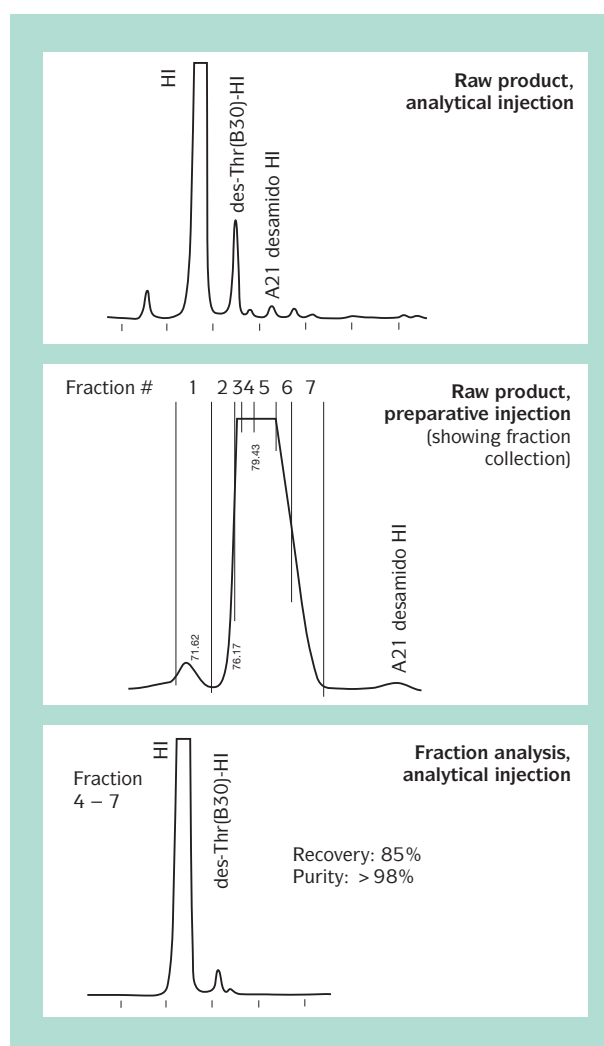 HI
des-Thr(B30)-HI
A21 desamido HI
Raw product,
analytical injection
Fraction # 1 2 3 4 5 6 7
Raw product,
preparative injection
(showing fraction
collection)
79.43
71.62
76.17
A21 desamido HI
Fraction
4 – 7
HI
des-Thr(B30)-HI
Fraction analysis,
analytical injection
Recovery: 85%
Purity: > 98%